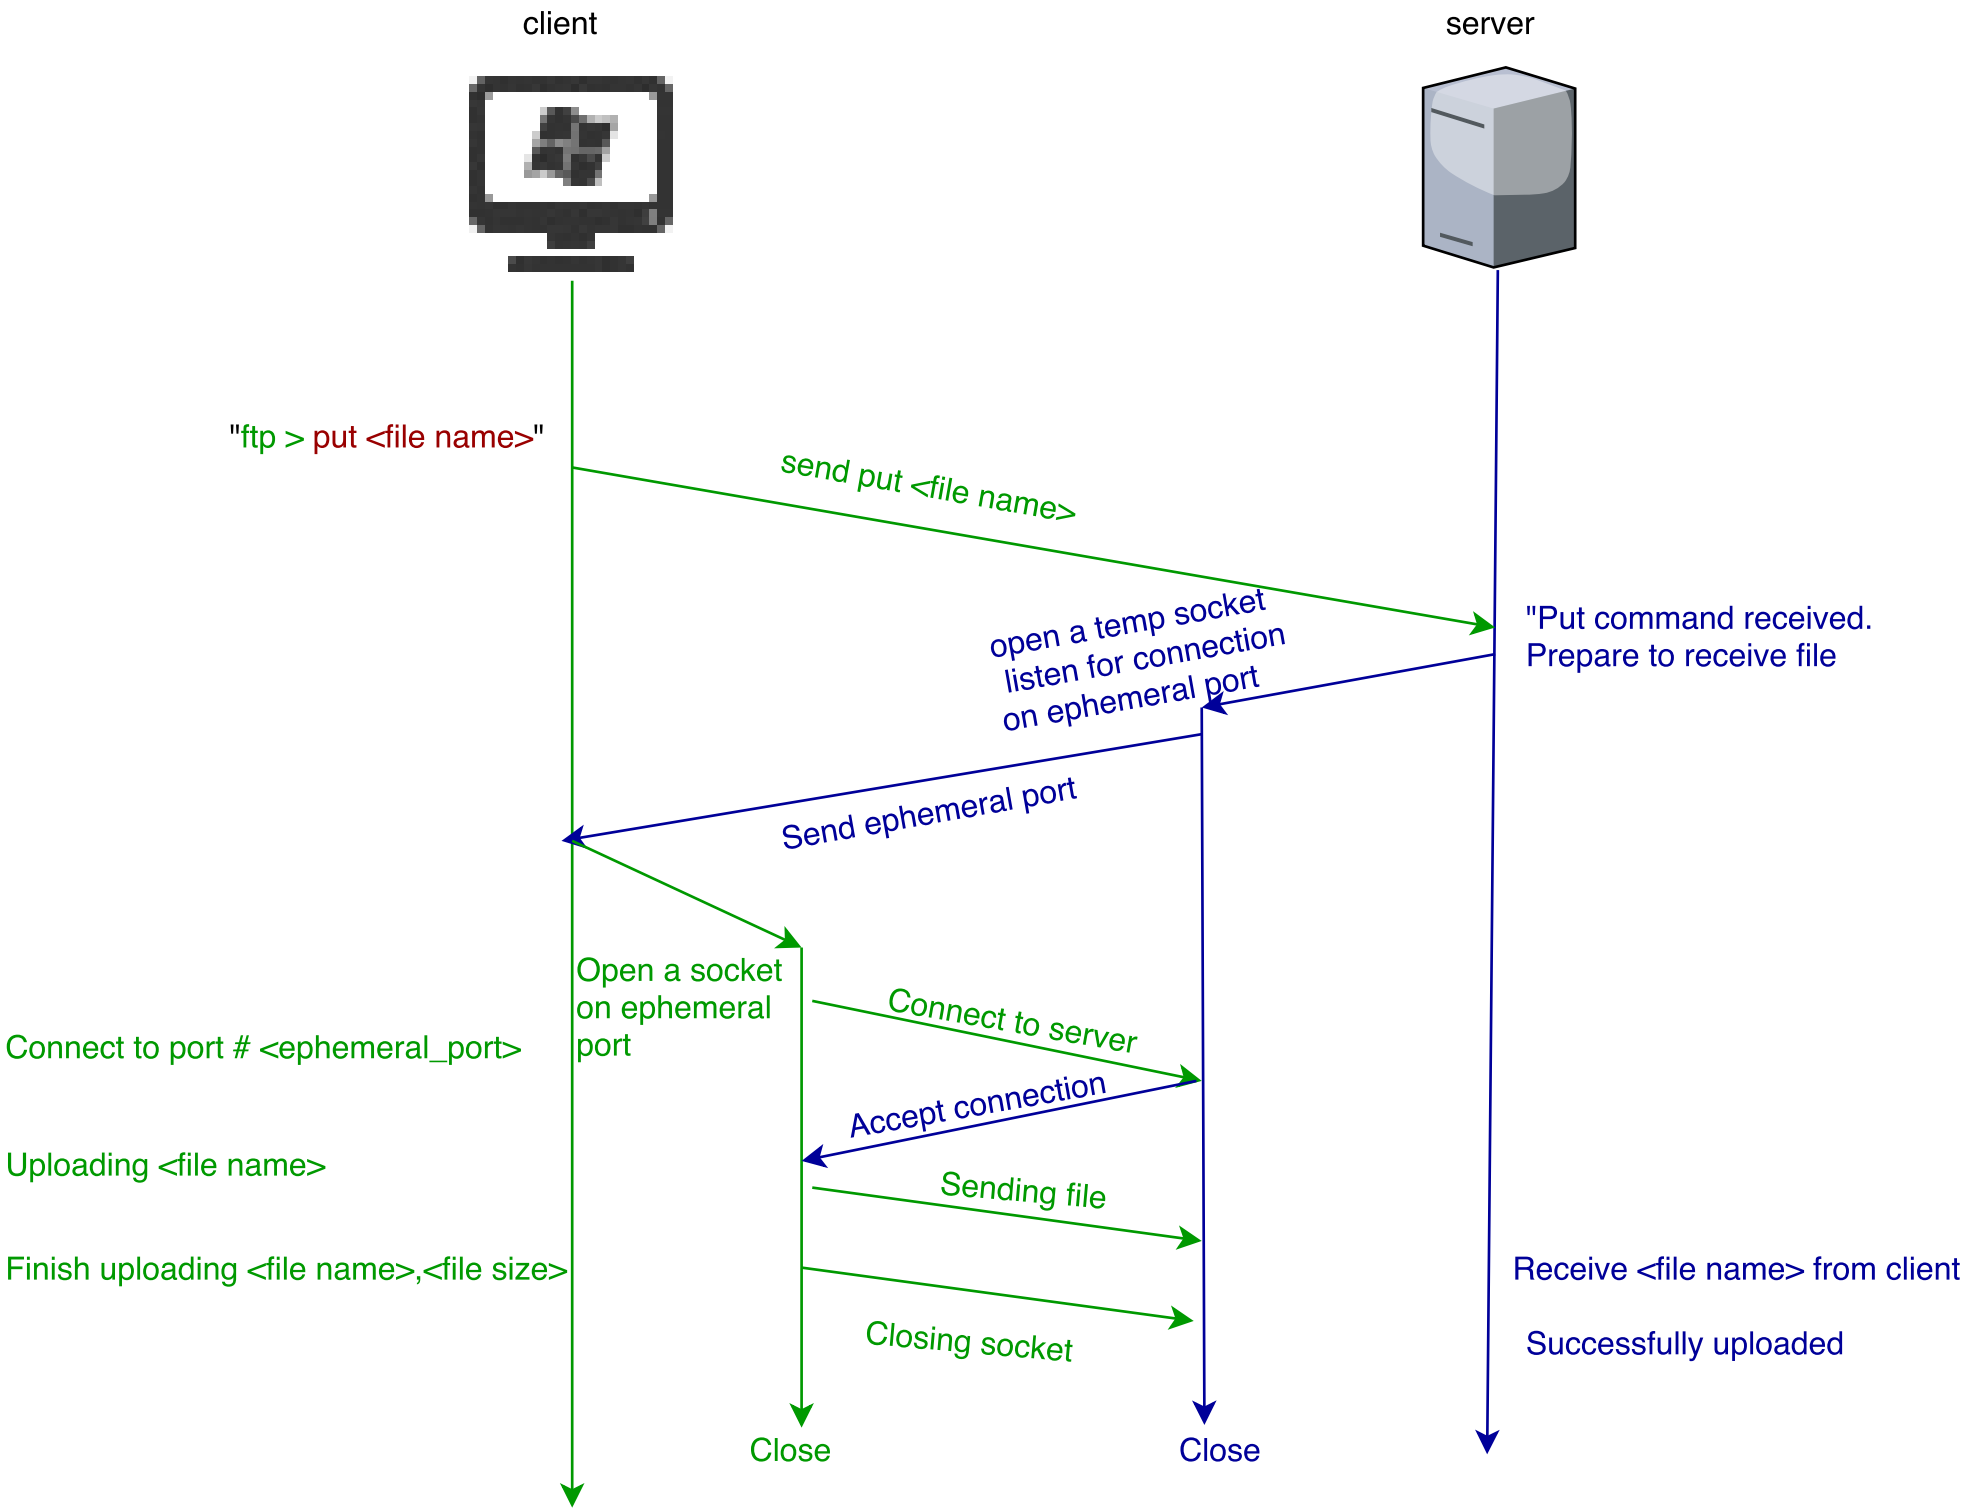 client
server
"ftp > put <file name>"
send put <file name>
open a temp socket
listen for connection
on ephemeral port
"Put command received.
Prepare to receive file
Send ephemeral port
Open a socket
on ephemeral
port
Connect to server
Connect to port # <ephemeral_port>
Accept connection
Uploading <file name>
Sending file
Finish uploading <file name>,<file size>
Receive <file name> from client
Closing socket
Successfully uploaded
Close
Close